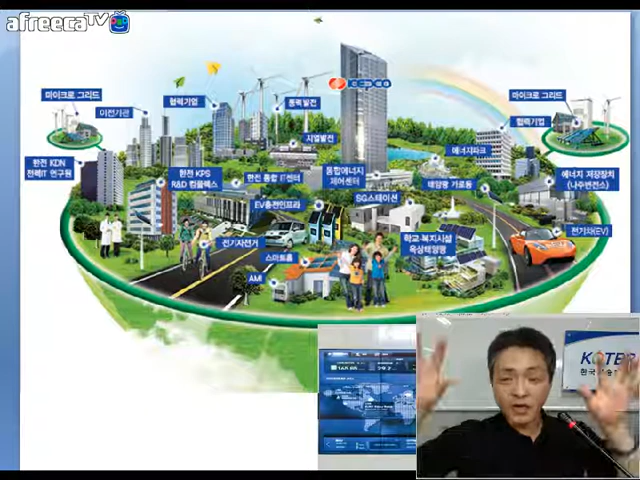 afreecaTV
마이크로 그리드
이전기관
협력기업
풍력 발전
지열발전
마이크로 그리드
협력기업
에너지파크
한전 KDN
전력IT 연구원
한전 KPS
R&D 컴플렉스
한전 통합 IT센터
통합에너지
제어센터
태양광 가로등
에너지 저장장치
(나주변전소)
EV충전인프라
SG스테이션
전기자전거
스마트홈
AMI
학교·복지시설
옥상태양광
전기차(EV)